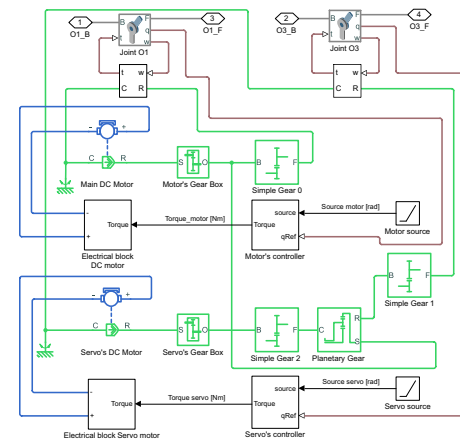 1
O1_B
B
F
q
w
t
Joint O1
3
O1_F
2
O3_B
B
F
q
w
t
Joint O3
4
O3_F
t
w
C
R
t
w
C
R
-
+
C
R
Main DC Motor
S
O
Motor's Gear Box
B
F
Simple Gear 0
-
+
Torque
Electrical block
DC motor
Torque_motor [Nm]
source
Torque
qRef
Motor's controller
Source motor [rad]
Motor source
B
F
Simple Gear 1
-
+
C
R
Servo's DC Motor
S
O
Servo's Gear Box
B
F
Simple Gear 2
C
R
S
Planetary Gear
-
+
Torque
Electrical block Servo motor
Torque servo [Nm]
source
Torque
qRef
Servo's controller
Source servo [rad]
Servo source